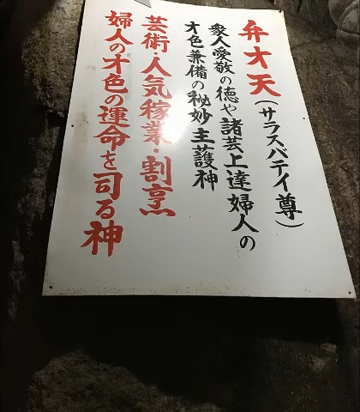 弁才天(サラスバテイ尊)
衆人愛敬の徳や諸芸上達婦人の
才色兼備の秘妙主護神
芸術・人気稼業・割烹
婦人の才色の運命を司る神